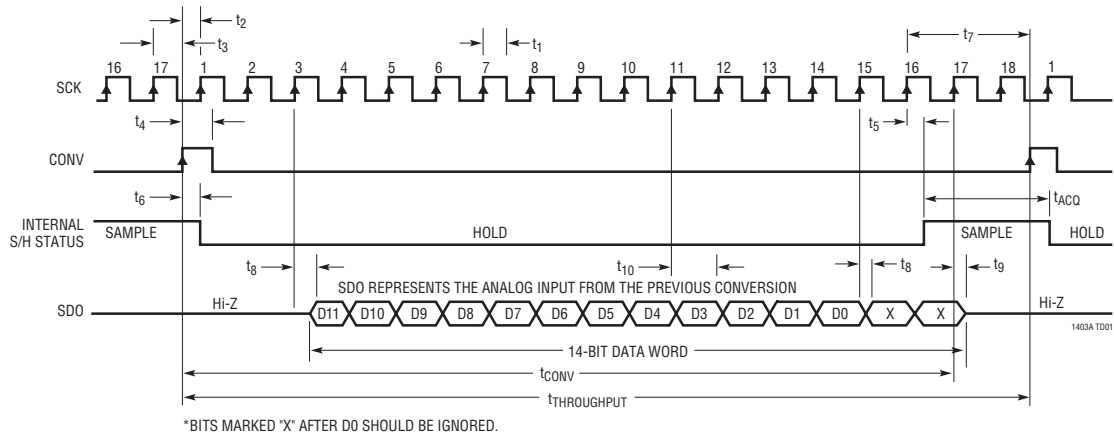 t2
t3
t1
t7
16 17 1 2 3 4 5 6 7 8 9 10 11 12 13 14 15 16 17 18 1
SCK
t4
t5
CONV
t6
tACQ
INTERNAL
S/H STATUS
SAMPLE HOLD SAMPLE HOLD
t8 t10 t8 t9
SDO REPRESENTS THE ANALOG INPUT FROM THE PREVIOUS CONVERSION
SDO Hi-Z D11 D10 D9 D8 D7 D6 D5 D4 D3 D2 D1 D0 X X Hi-Z
1403A TD01
14-BIT DATA WORD
tCONV
tTHROUGHPUT
*BITS MARKED "X" AFTER D0 SHOULD BE IGNORED.